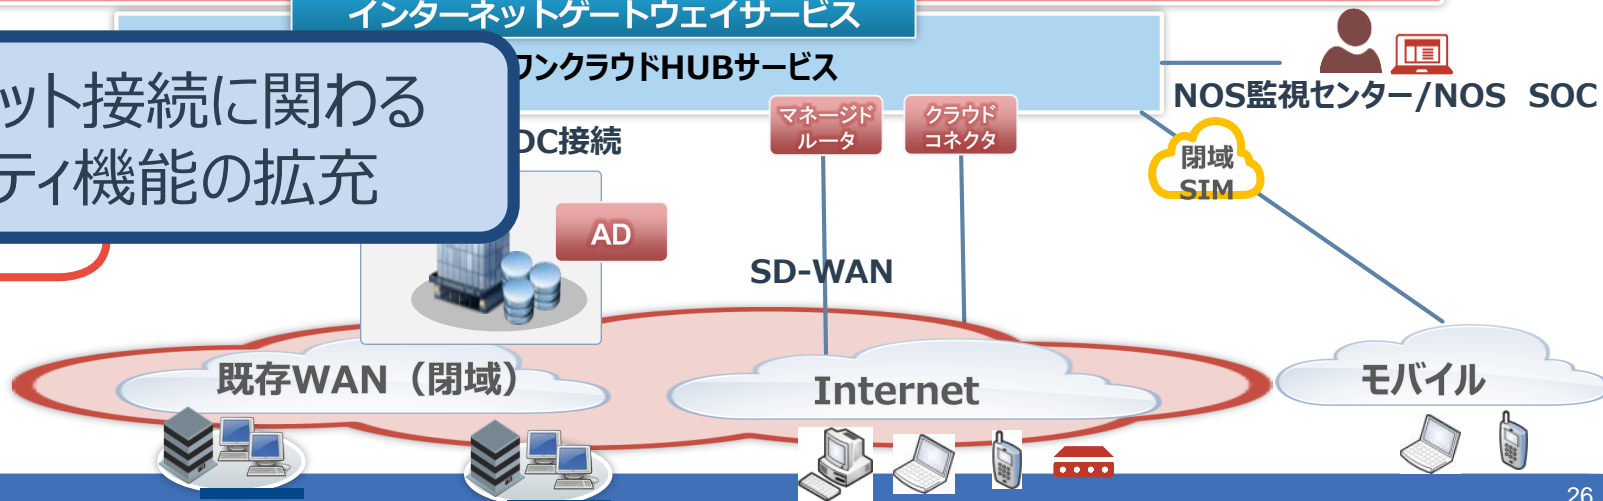 インターネットゲートウェイサービス
ワンクラウドHUBサービス
ット接続に関わる
ティ機能の拡充
NOS監視センター/NOS SOC
マネージド
ルータ
クラウド
コネクタ
DC接続
閉域
SIM
AD
SD-WAN
既存WAN（閉域）
Internet
モバイル
26